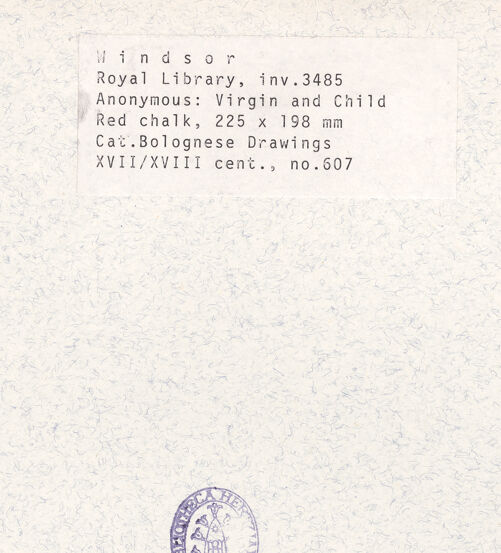 Windsor
Royal Library, inv.3485
Anonymous: Virgin and Child
Red chalk, 225 x 198 mm
Cat.Bolognese Drawings
XVII/XVIII cent., no.607